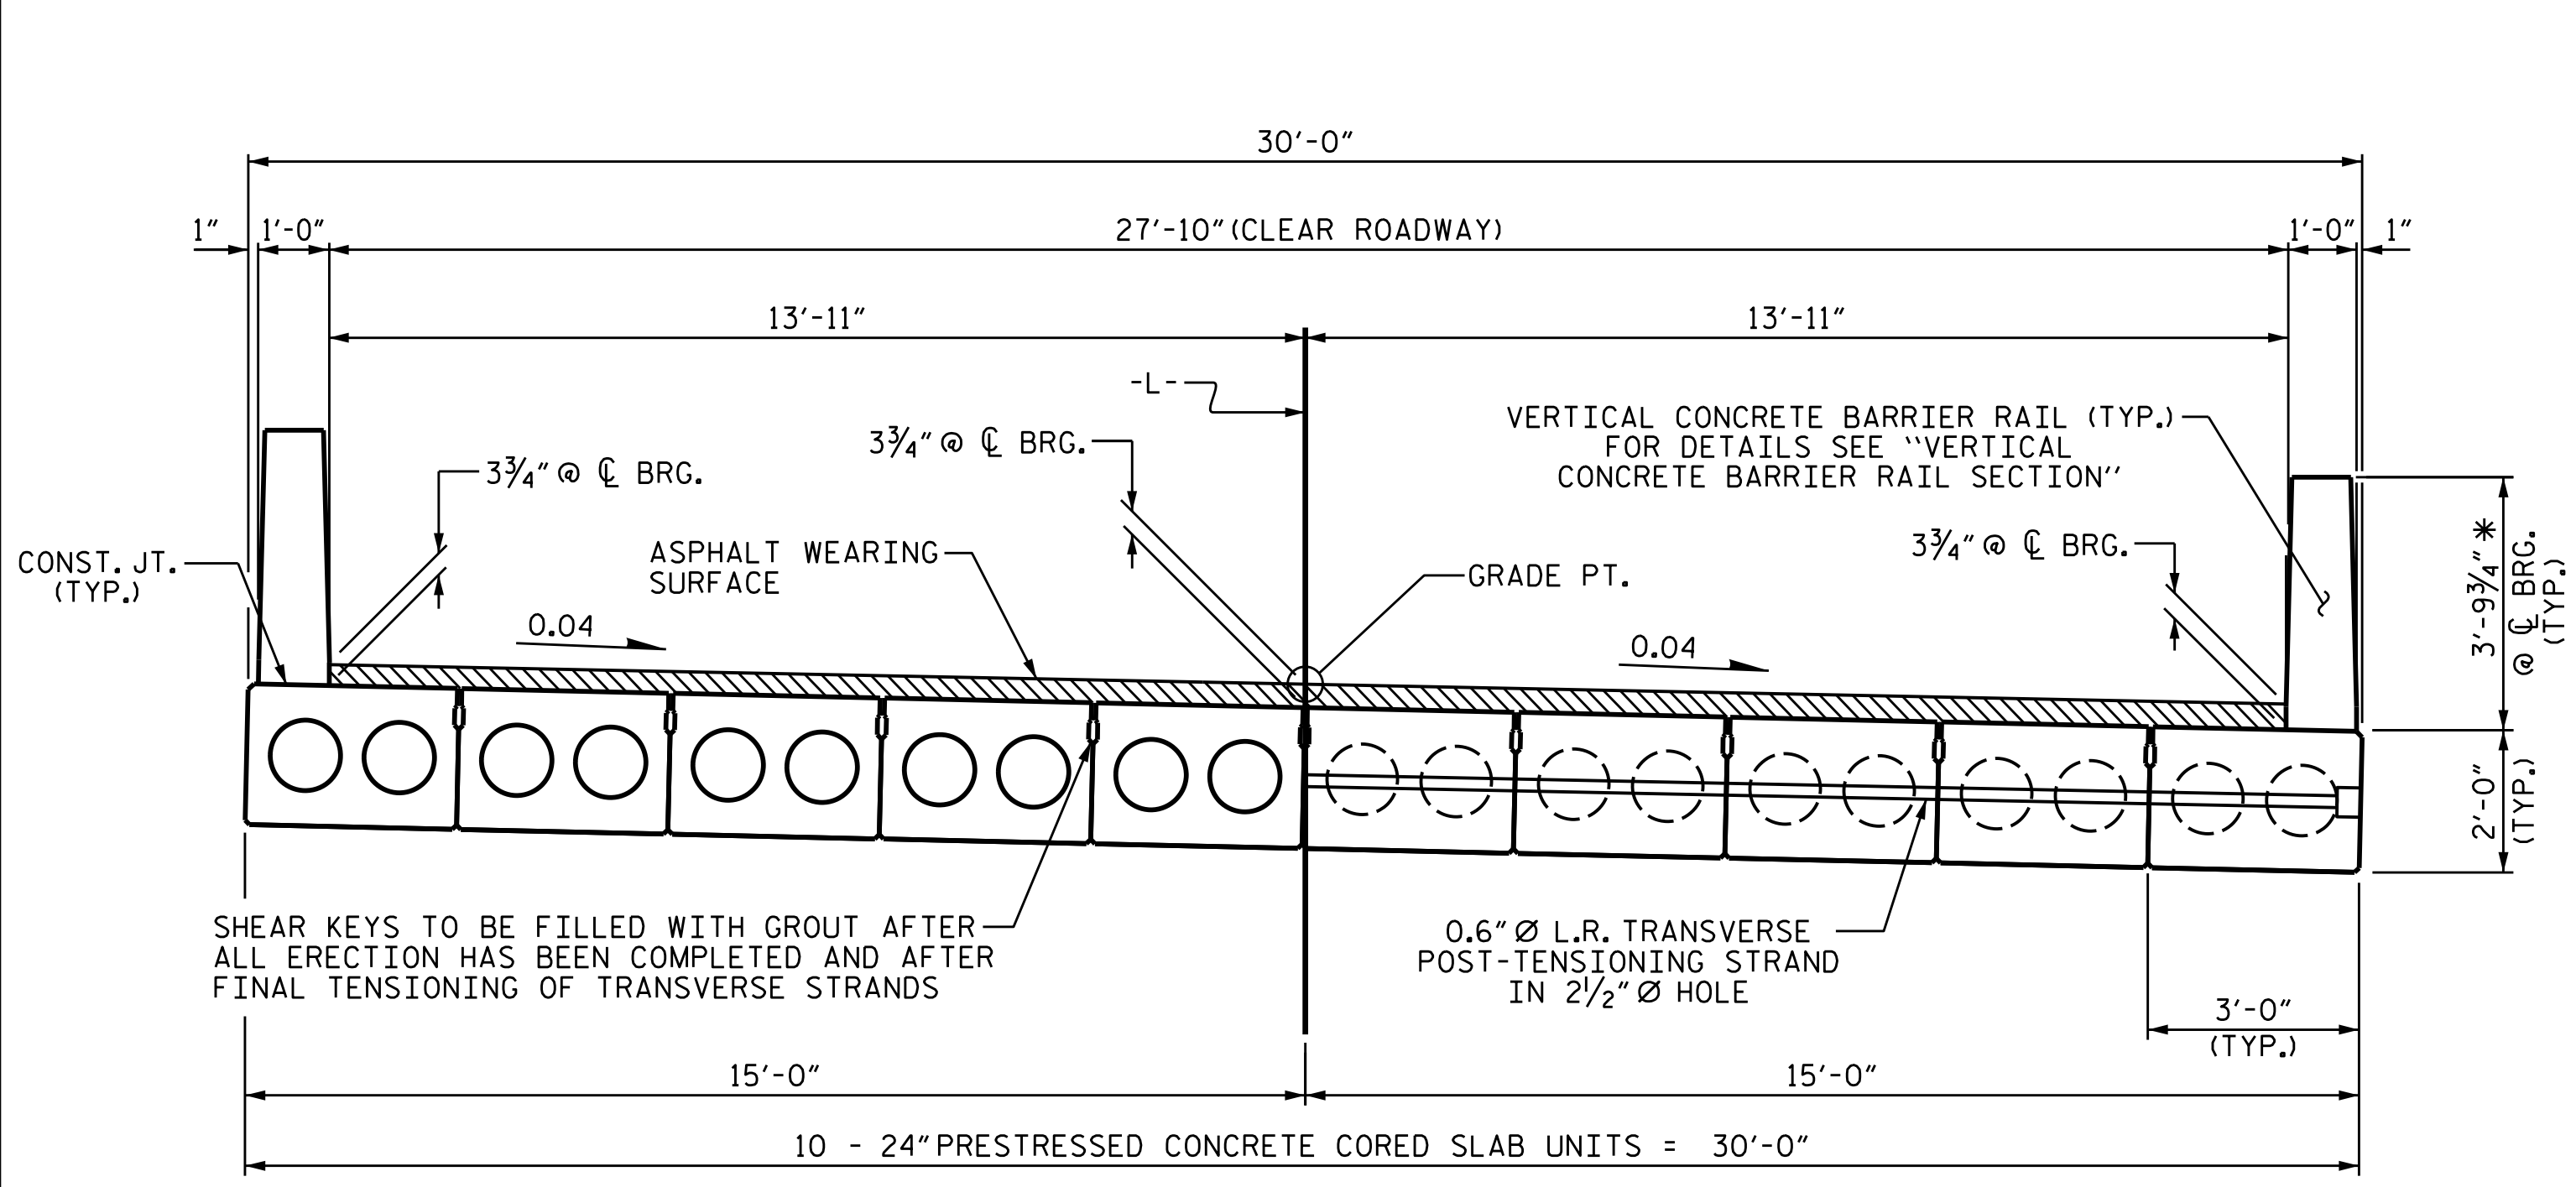 30'-0"
1" 1'-0" 27'-10" (CLEAR ROADWAY) 1'-0" 1"
13'-11" 13'-11"
-L-
3¾" @ ℄ BRG.
3¾" @ ℄ BRG.
VERTICAL CONCRETE BARRIER RAIL (TYP.)
FOR DETAILS SEE "VERTICAL
CONCRETE BARRIER RAIL SECTION"
3¾" @ ℄ BRG.
CONST. JT.
(TYP.)
ASPHALT WEARING
SURFACE
GRADE PT.
0.04
0.04
3'-9¾" *
@ ℄ BRG.
(TYP.)
2'-0"
(TYP.)
SHEAR KEYS TO BE FILLED WITH GROUT AFTER
ALL ERECTION HAS BEEN COMPLETED AND AFTER
FINAL TENSIONING OF TRANSVERSE STRANDS
0.6" Ø L.R. TRANSVERSE
POST-TENSIONING STRAND
IN 2½" Ø HOLE
3'-0"
(TYP.)
15'-0" 15'-0"
10 - 24" PRESTRESSED CONCRETE CORED SLAB UNITS = 30'-0"